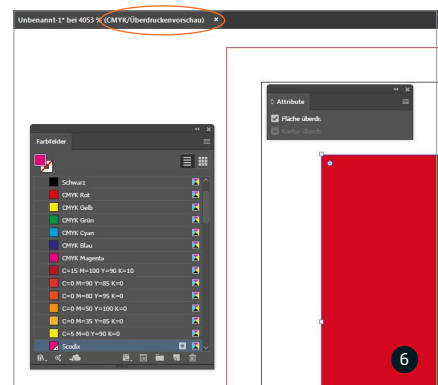 Unbenannt-1* bei 4053 % (CMYK/Überdruckenvorschau) ×
Attribute
Fläche überdr.
Kontur überdr.
Farbfelder
Schwarz
CMYK Rot
CMYK Gelb
CMYK Grün
CMYK Cyan
CMYK Blau
CMYK Magenta
C=15 M=100 Y=90 K=10
C=0 M=90 Y=85 K=0
C=0 M=80 Y=95 K=0
C=0 M=50 Y=100 K=0
C=0 M=35 Y=85 K=0
C=5 M=0 Y=90 K=0
Scodix
6